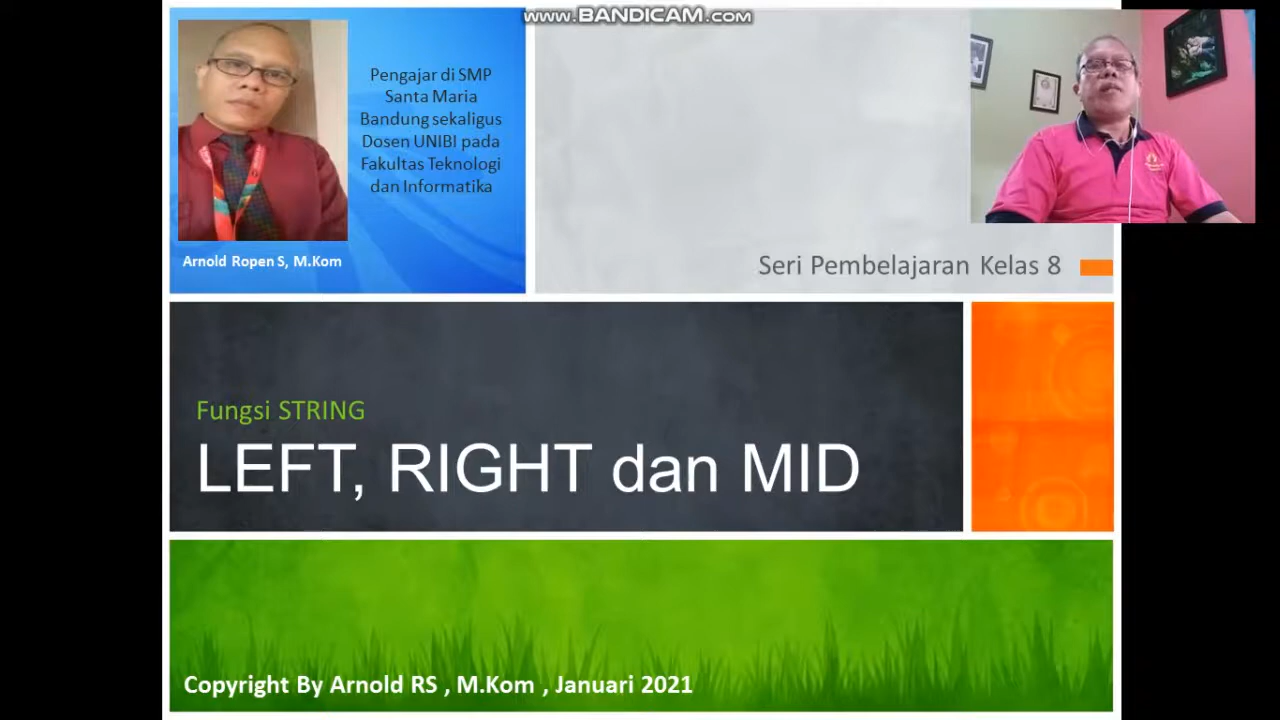 www.BANDICAM.com
Pengajar di SMP
Santa Maria
Bandung sekaligus
Dosen UNIBI pada
Fakultas Teknologi
dan Informatika
Arnold Ropen S, M.Kom
Seri Pembelajaran Kelas 8
Fungsi STRING
LEFT, RIGHT dan MID
Copyright By Arnold RS , M.Kom , Januari 2021